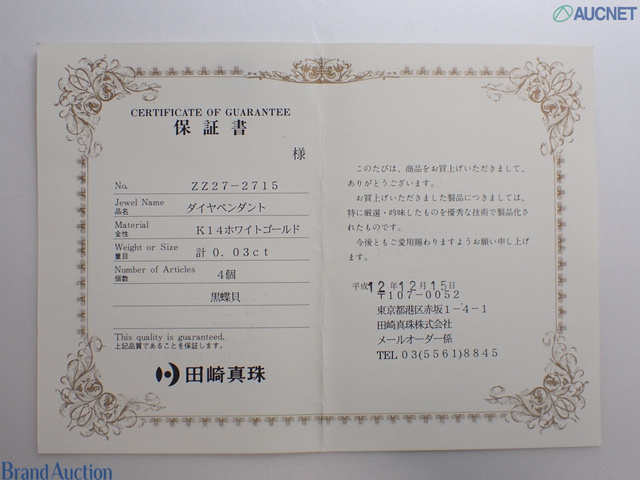 AUCNET
CERTIFICATE OF GUARANTEE
保証書
様
No. ZZ27-2715
Jewel Name
品名 ダイヤペンダント
Material
金性 K14ホワイトゴールド
Weight or Size
量目 計0.03ct
Number of Articles
個数 4個
黒蝶貝
This quality is guaranteed.
上記品質であることを保証します。
田崎真珠
このたびは、商品をお買上げいただきまして、
ありがとうございます。
お買上げいただきました製品につきましては、
特に厳選・吟味したものを優秀な技術で製品化さ
れたものです。
今後ともご愛用賜わりますようお願い申し上げ
ます。
平成12年12月15日
〒107-0052
東京都港区赤坂1-4-1
田崎真珠株式会社
メールオーダー係
TEL 03(5561)8845
Brand Auction